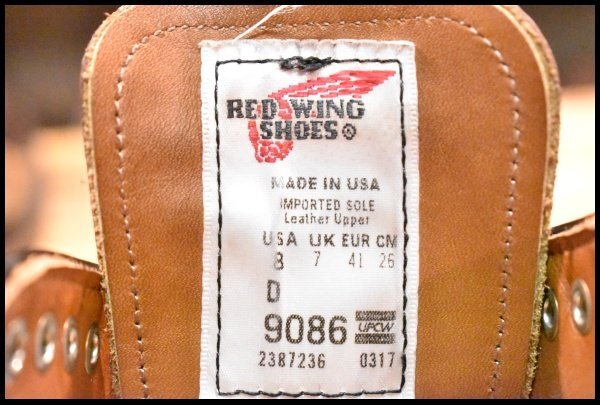 RED WING
SHOES®
MADE IN USA
IMPORTED SOLE
Leather Upper
USA UK EUR CM
8 7 41 26
D
9086 UFCW
2387236 0317